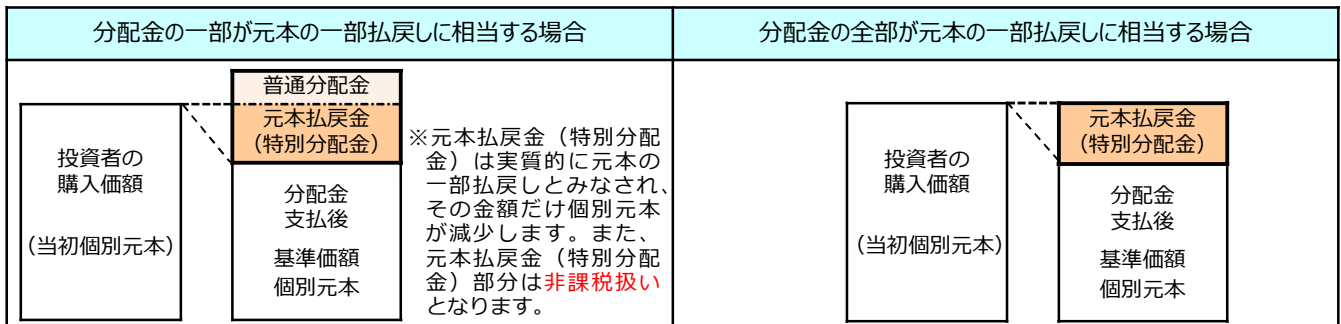 分配金の一部が元本の一部払戻しに相当する場合
投資者の
購入価額
(当初個別元本)
普通分配金
元本払戻金
(特別分配金)
分配金
支払後
基準価額
個別元本
※元本払戻金（特別分配
金）は実質的に元本の
一部払戻しとみなされ、
その金額だけ個別元本
が減少します。また、
元本払戻金（特別分配
金）部分は非課税扱い
となります。
分配金の全部が元本の一部払戻しに相当する場合
投資者の
購入価額
(当初個別元本)
元本払戻金
(特別分配金)
分配金
支払後
基準価額
個別元本